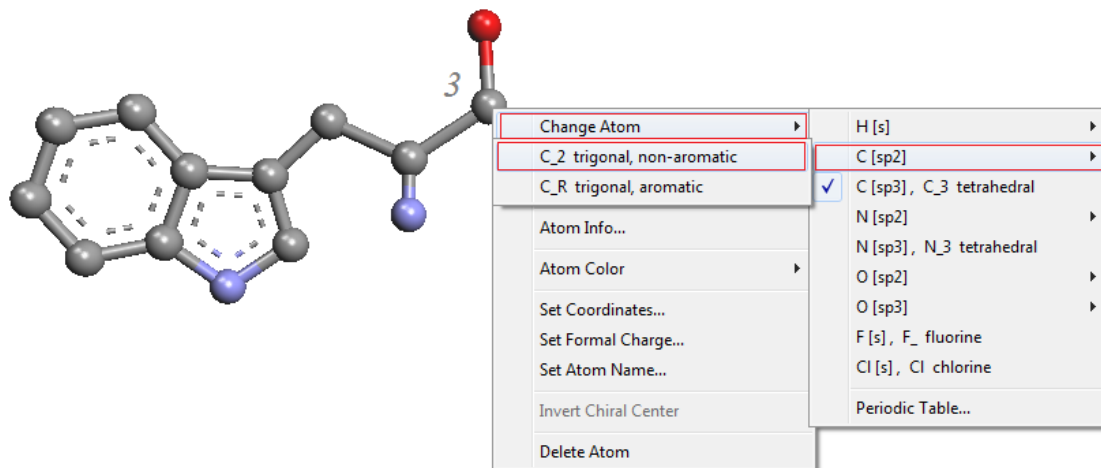 3
Change Atom
C_2 trigonal, non-aromatic
C_R trigonal, aromatic
Atom Info...
Atom Color
Set Coordinates...
Set Formal Charge...
Set Atom Name...
Invert Chiral Center
Delete Atom
H [s]
C [sp2]
C [sp3] , C_3 tetrahedral
N [sp2]
N [sp3] , N_3 tetrahedral
O [sp2]
O [sp3]
F [s] , F_ fluorine
Cl [s] , Cl chlorine
Periodic Table...